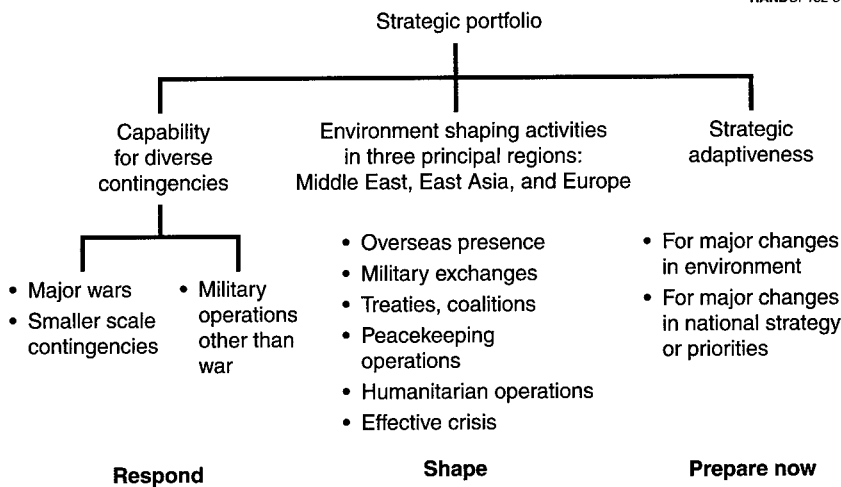 Strategic portfolio
Capability
for diverse
contingencies
Environment shaping activities
in three principal regions:
Middle East, East Asia, and Europe
Strategic
adaptiveness
• Major wars
• Smaller scale
contingencies
• Military
operations
other than
war
• Overseas presence
• Military exchanges
• Treaties, coalitions
• Peacekeeping
operations
• Humanitarian operations
• Effective crisis
• For major changes
in environment
• For major changes
in national strategy
or priorities
Respond
Shape
Prepare now